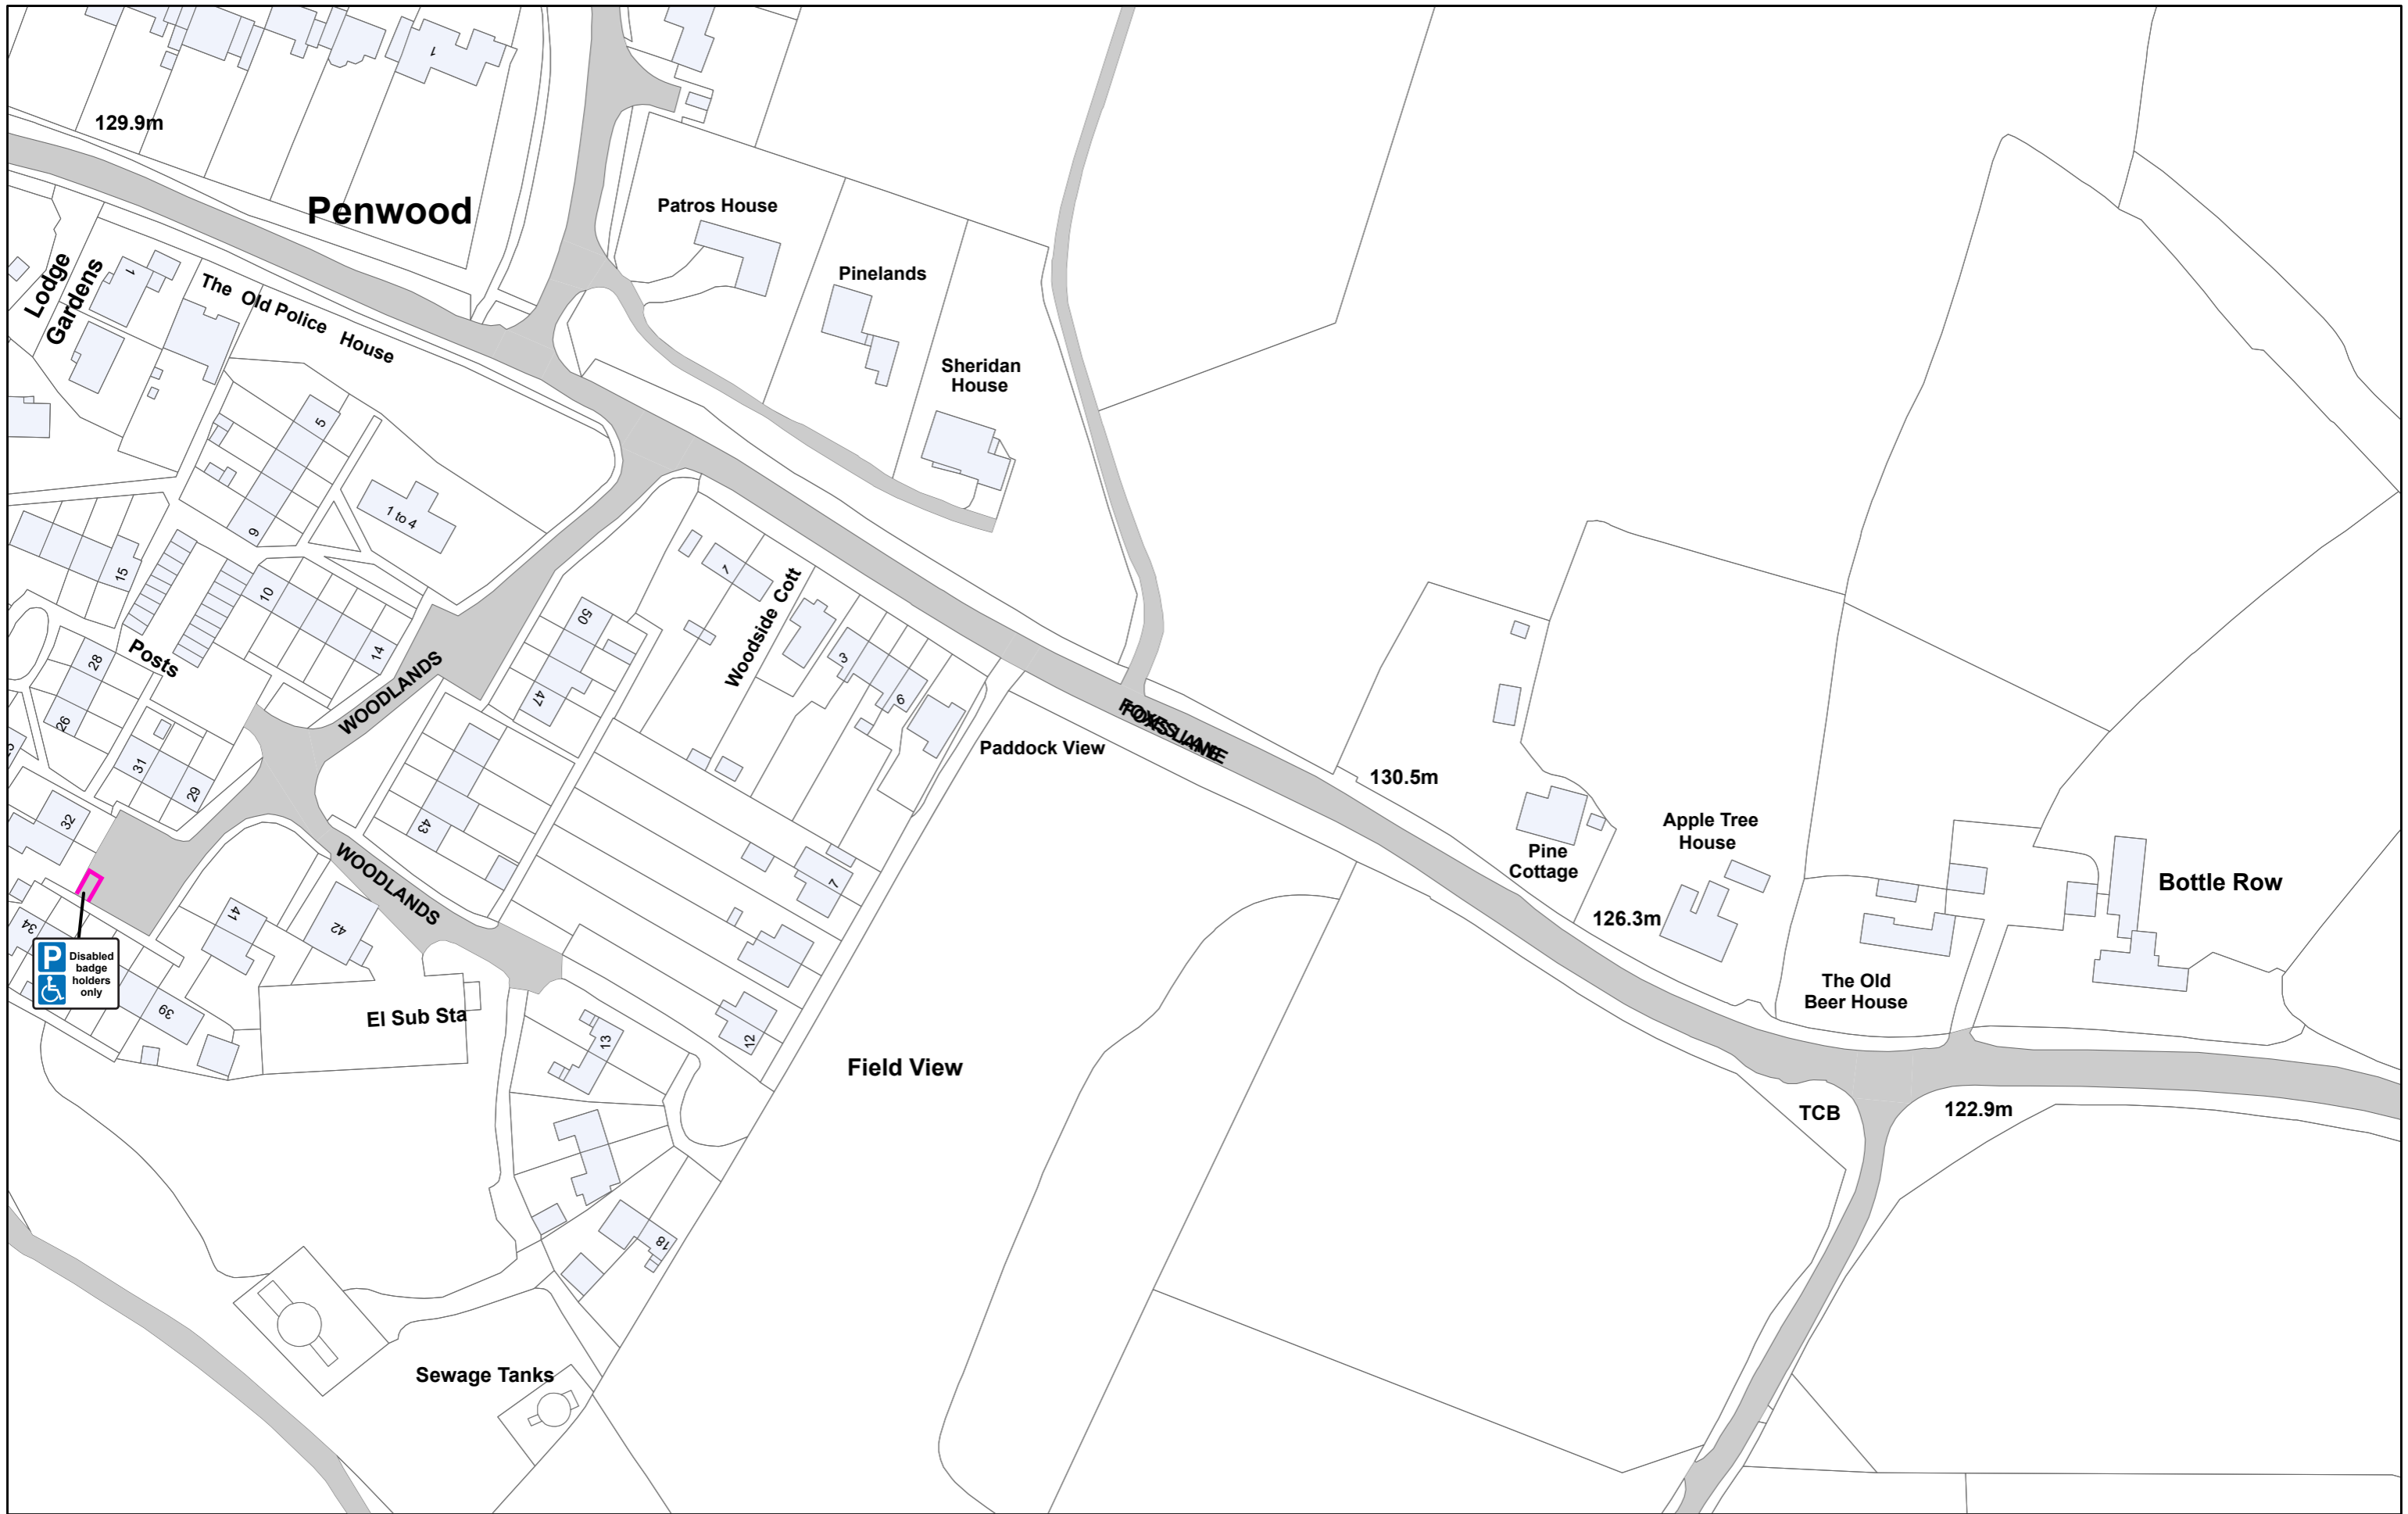 1
129.9m
Penwood
Patros House
Lodge
Gardens
1
The Old Police House
Pinelands
Sheridan
House
5
9
1 to 4
15
10
14
Posts
28
26
WOODLANDS
50
47
1
Woodside Cott
3
6
Paddock View
31
29
32
43
WOODLANDS
7
130.5m
Pine
Cottage
Apple Tree
House
126.3m
Bottle Row
The Old
Beer House
34
41
42
P
Disabled
badge
holders
only
39
El Sub Sta
12
13
Field View
TCB
122.9m
18
Sewage Tanks